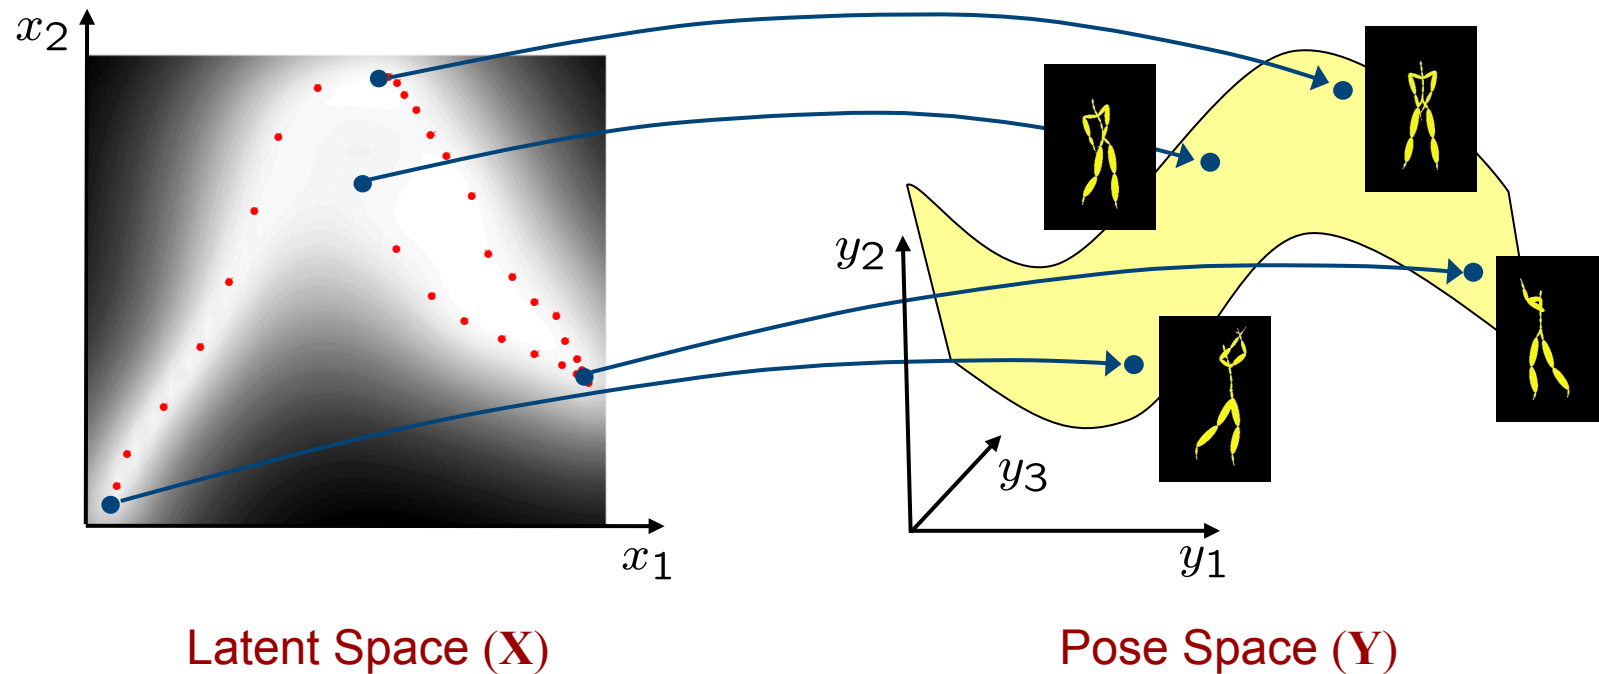 x2
x1
y2
y3
y1
Latent Space (X)
Pose Space (Y)